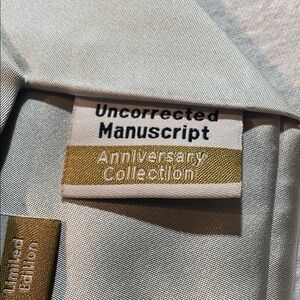 Uncorrected
Manuscript
Anniversary
Collection
Limited
Edition